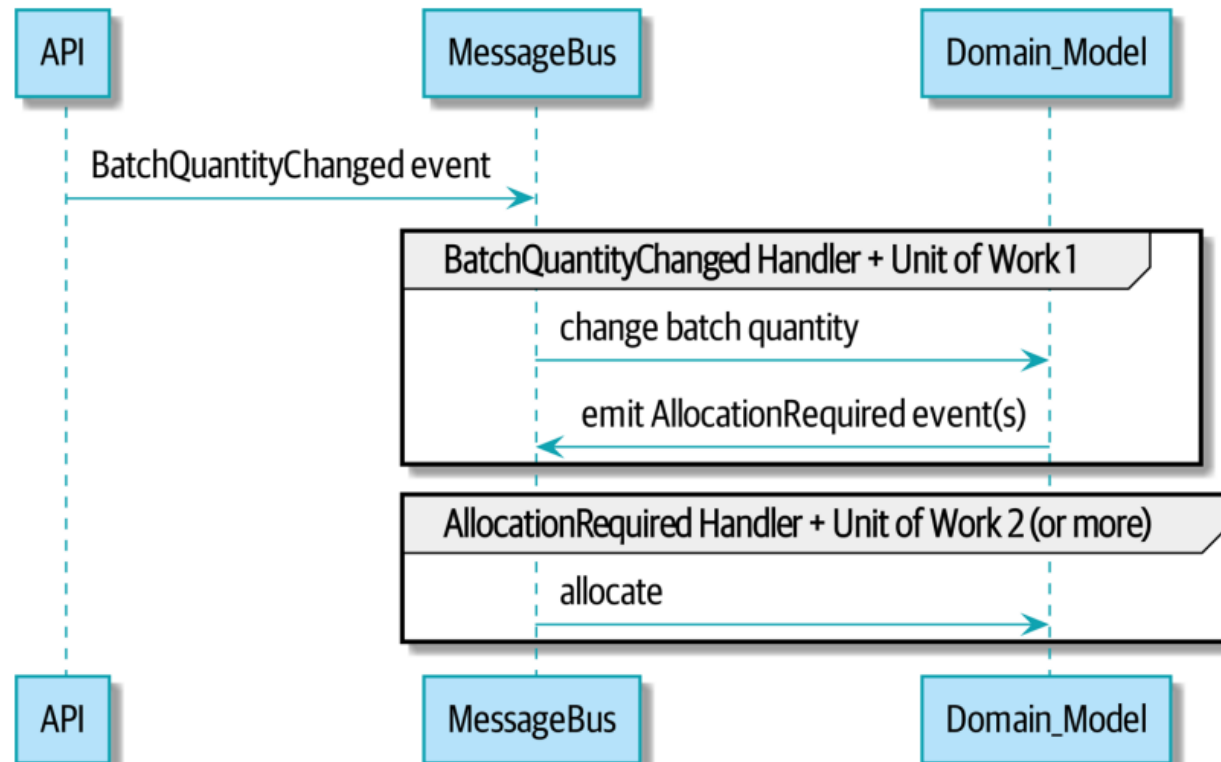 API
MessageBus
Domain_Model
BatchQuantityChanged event
BatchQuantityChanged Handler + Unit of Work 1
change batch quantity
emit AllocationRequired event(s)
AllocationRequired Handler + Unit of Work 2 (or more)
allocate
API
MessageBus
Domain_Model